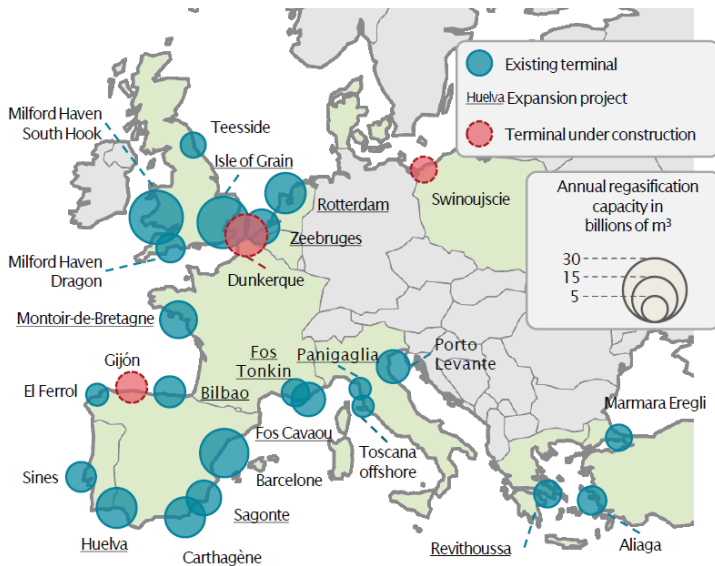 Existing terminal
Huelva Expansion project
Terminal under construction
Annual regasification
capacity in
billions of m³
30
15
5
Milford Haven
South Hook
Teesside
Isle of Grain
Rotterdam
Swinoujscie
Zeebruges
Milford Haven
Dragon
Dunkerque
Montoir-de-Bretagne
Gijón
Fos
Tonkin
Panigaglia
Porto
Levante
El Ferrol
Bilbao
Marmara Eregli
Fos Cavaou
Toscana
offshore
Barcelone
Sines
Sagonte
Huelva
Carthagène
Revithoussa
Aliaga